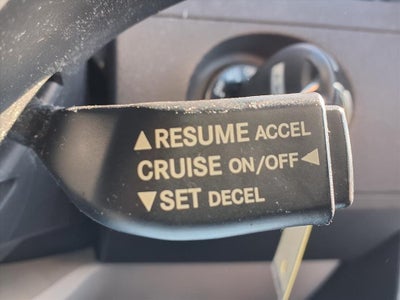 ▲RESUME ACCEL
CRUISE ON/OFF◀
▼SET DECEL